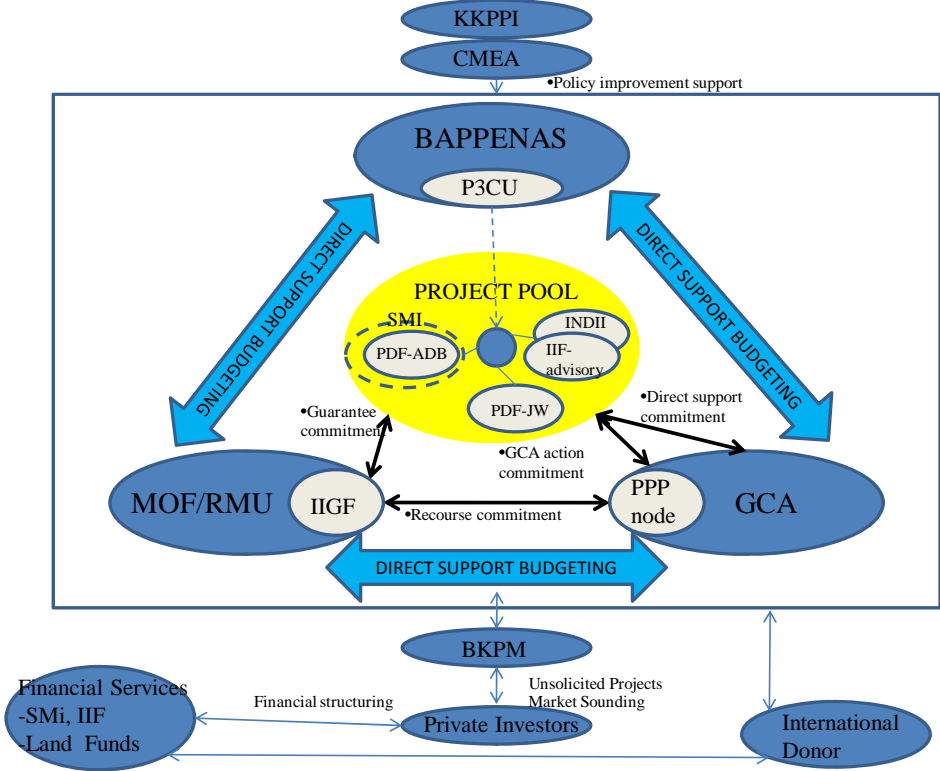 KKPPI
CMEA
•Policy improvement support
BAPPENAS
P3CU
DIRECT SUPPORT BUDGETING
DIRECT SUPPORT BUDGETING
PROJECT POOL
SMI
PDF-ADB
INDII
IIF-
advisory
PDF-JW
•Guarantee
commitment
•Direct support
commitment
•GCA action
commitment
MOF/RMU
IIGF
•Recourse commitment
PPP
node
GCA
DIRECT SUPPORT BUDGETING
BKPM
Financial Services
-SMi, IIF
-Land Funds
Financial structuring
Unsolicited Projects
Market Sounding
Private Investors
International
Donor